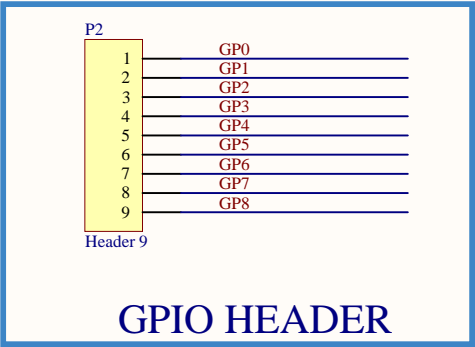 P2
1 GP0
2 GP1
3 GP2
4 GP3
5 GP4
6 GP5
7 GP6
8 GP7
9 GP8
Header 9
GPIO HEADER